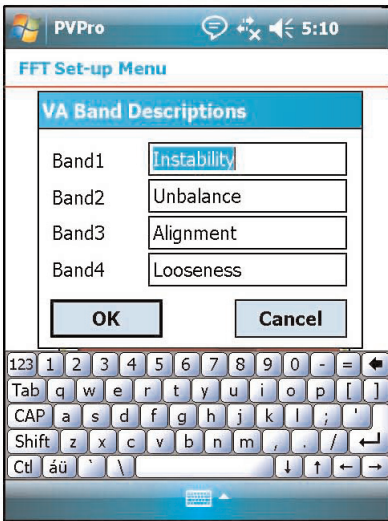 PVPro 5:10
FFT Set-up Menu
VA Band Descriptions
Band1 Instability
Band2 Unbalance
Band3 Alignment
Band4 Looseness
OK Cancel
123 1 2 3 4 5 6 7 8 9 0 - =
Tab q w e r t y u i o p [ ]
CAP a s d f g h j k l ; '
Shift z x c v b n m , . /
Ctl áü ` \